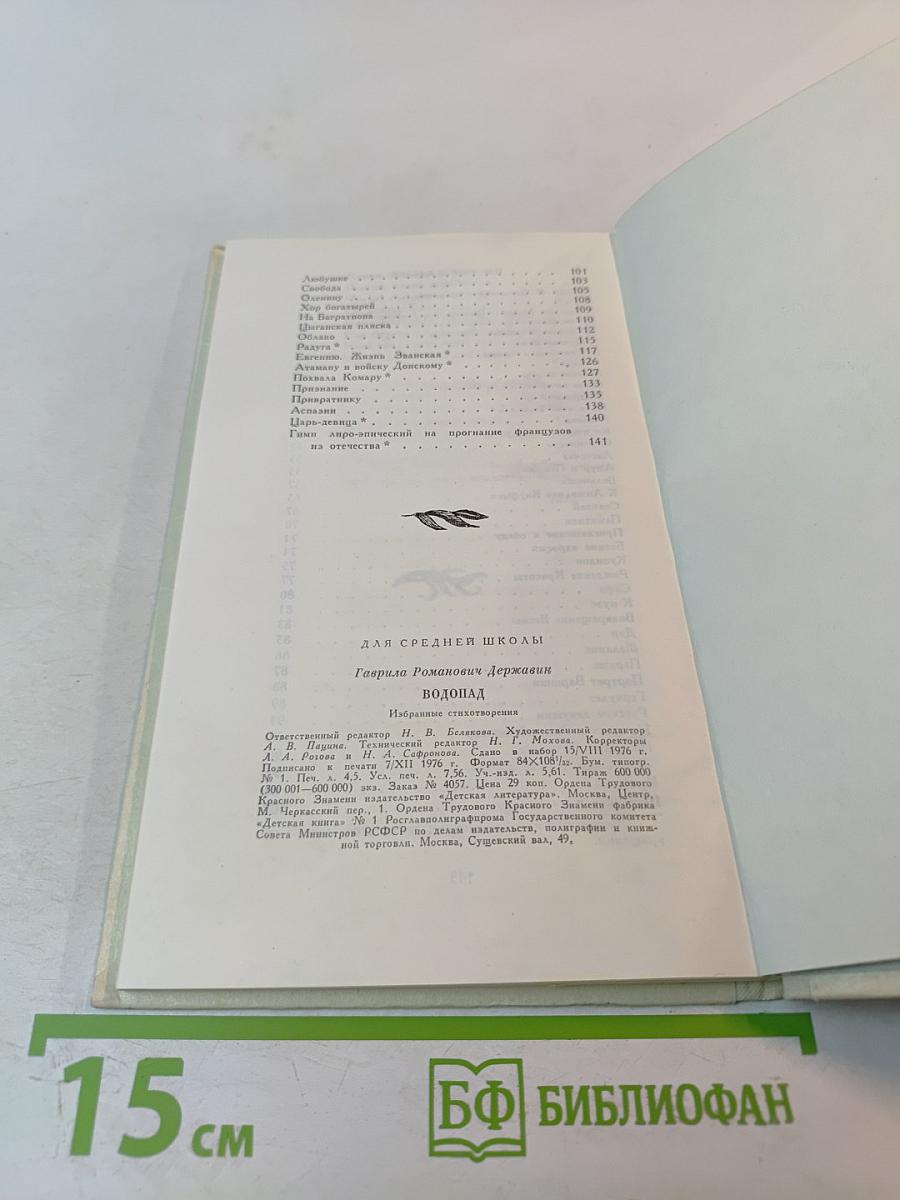 Любушке . . . . . . . . . . . . . . 101
Свобода . . . . . . . . . . . . . . 103
Оленину . . . . . . . . . . . . . . 105
Хор богатырей . . . . . . . . . . . . 108
На Багратиона . . . . . . . . . . . . 109
Цыганская пляска . . . . . . . . . . . 110
Облако . . . . . . . . . . . . . . 112
Радуга * . . . . . . . . . . . . . . 115
Евгению. Жизнь Званская * . . . . . . . . 117
Атаману и войску Донскому * . . . . . . . . 126
Похвала Комару * . . . . . . . . . . . 127
Признание . . . . . . . . . . . . . 133
Привратнику . . . . . . . . . . . . . 135
Аспазии . . . . . . . . . . . . . . 138
Царь-девица * . . . . . . . . . . . . 140
Гимн лиро-эпический на прогнание французов
из отечества * . . . . . . . . . . . 141
ДЛЯ СРЕДНЕЙ ШКОЛЫ
Гаврила Романович Державин
ВОДОПАД
Избранные стихотворения
Ответственный редактор Н. В. Белякова. Художественный редактор
А. В. Пацина. Технический редактор Н. Г. Мохова. Корректоры
Л. А. Рогова и Н. А. Сафронова. Сдано в набор 15/VIII 1976 г.
Подписано к печати 7/XII 1976 г. Формат 84×108¹/₃₂. Бум. типогр.
№ 1. Печ. л. 4,5. Усл. печ. л. 7,56. Уч.-изд. л. 5,61. Тираж 600 000
(300 001—600 000) экз. Заказ № 4057. Цена 29 коп. Ордена Трудового
Красного Знамени издательство «Детская литература». Москва, Центр,
М. Черкасский пер., 1. Ордена Трудового Красного Знамени фабрика
«Детская книга» № 1 Росглавполиграфпрома Государственного комитета
Совета Министров РСФСР по делам издательств, полиграфии и книж-
ной торговли. Москва, Сущевский вал, 49.
15 см
БФ БИБЛИОФАН